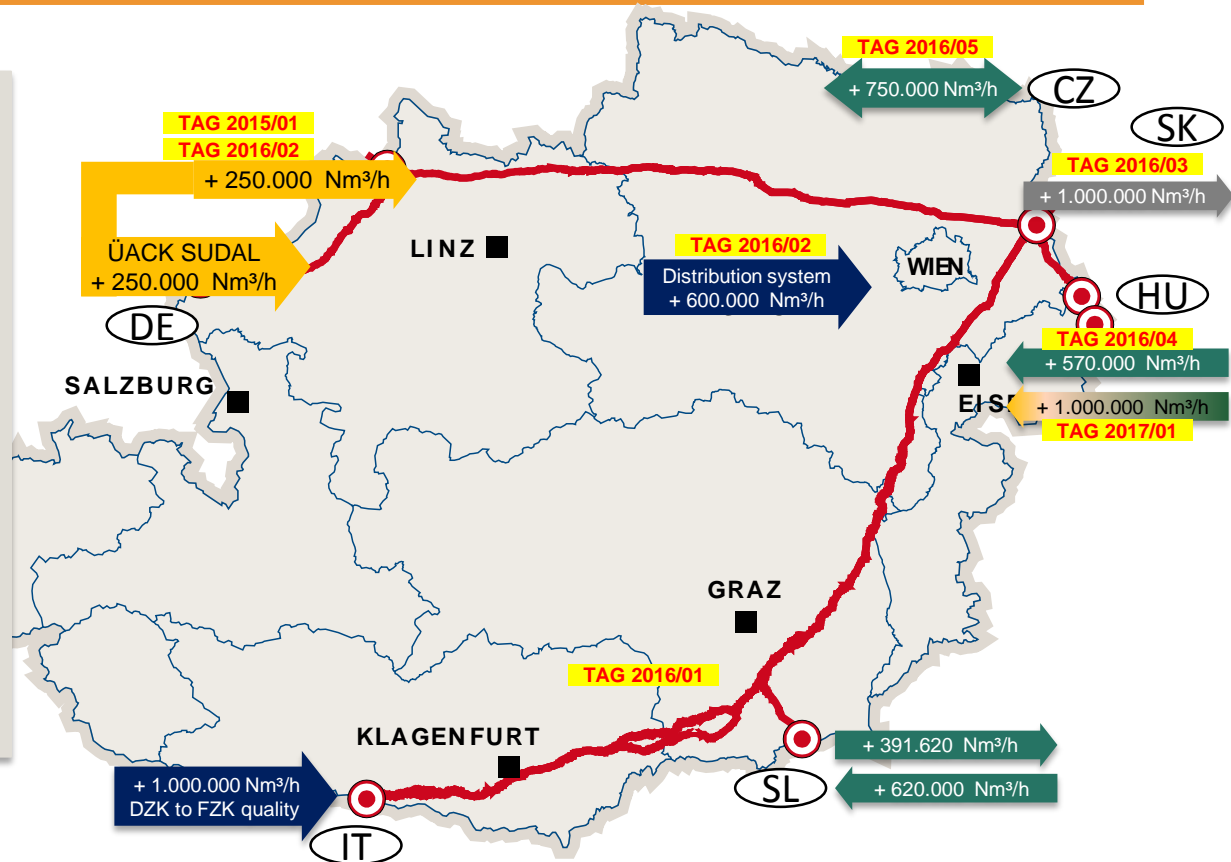 TAG 2016/05
+ 750.000 Nm³/h
CZ
SK
TAG 2015/01
TAG 2016/02
+ 250.000 Nm³/h
TAG 2016/03
+ 1.000.000 Nm³/h
ÜACK SUDAL
+ 250.000 Nm³/h
LINZ
TAG 2016/02
Distribution system
+ 600.000 Nm³/h
WIEN
DE
HU
TAG 2016/04
+ 570.000 Nm³/h
SALZBURG
EIS
+ 1.000.000 Nm³/h
TAG 2017/01
GRAZ
TAG 2016/01
KLAGENFURT
+ 391.620 Nm³/h
SL
+ 620.000 Nm³/h
+ 1.000.000 Nm³/h
DZK to FZK quality
IT